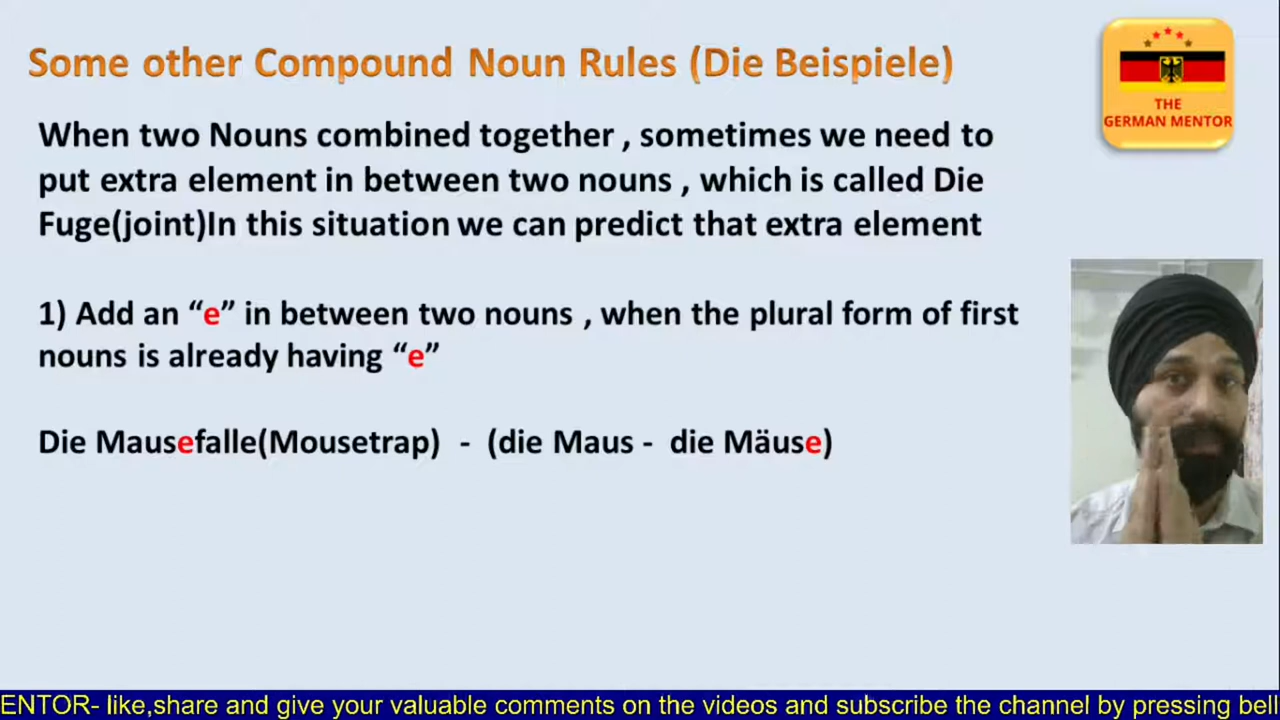 Some other Compound Noun Rules (Die Beispiele)
THE
GERMAN MENTOR
When two Nouns combined together , sometimes we need to
put extra element in between two nouns , which is called Die
Fuge(joint)In this situation we can predict that extra element
1) Add an “e” in between two nouns , when the plural form of first
nouns is already having “e”
Die Mausefalle(Mousetrap) - (die Maus - die Mäuse)
ENTOR- like,share and give your valuable comments on the videos and subscribe the channel by pressing bell